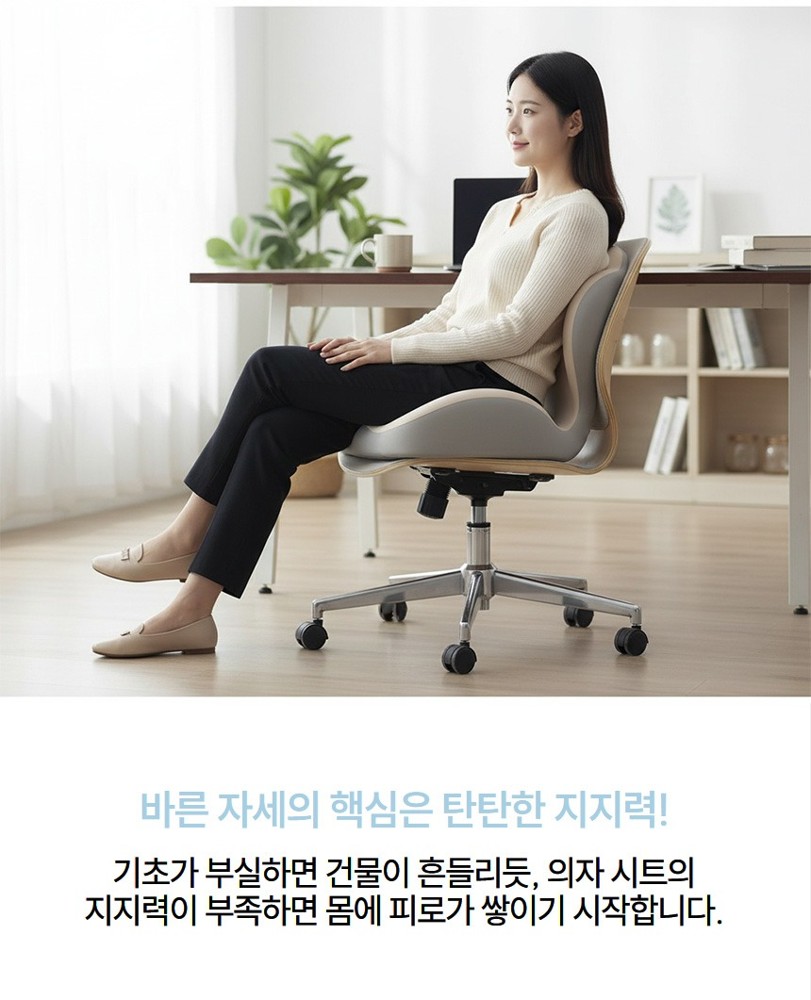 바른 자세의 핵심은 탄탄한 지지력!
기초가 부실하면 건물이 흔들리듯, 의자 시트의
지지력이 부족하면 몸에 피로가 쌓이기 시작합니다.